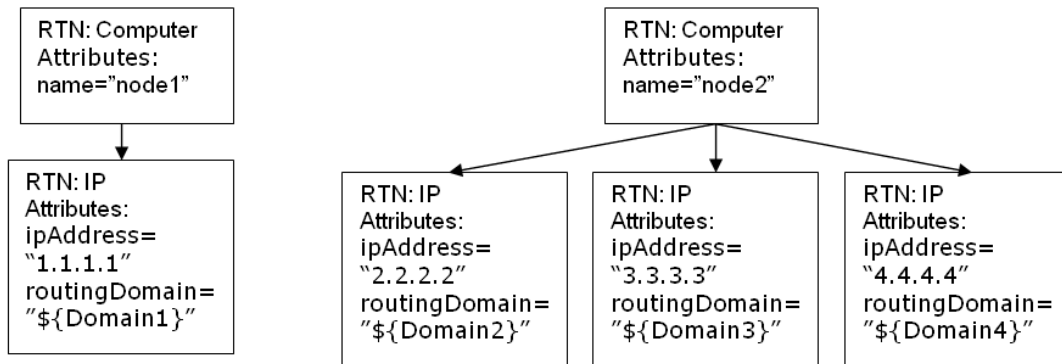 RTN: Computer
Attributes:
name=”node1”
RTN: Computer
Attributes:
name=”node2”
RTN: IP
Attributes:
ipAddress=
“1.1.1.1”
routingDomain=
”${Domain1}”
RTN: IP
Attributes:
ipAddress=
“2.2.2.2”
routingDomain=
”${Domain2}”
RTN: IP
Attributes:
ipAddress=
“3.3.3.3”
routingDomain=
”${Domain3}”
RTN: IP
Attributes:
ipAddress=
“4.4.4.4”
routingDomain=
”${Domain4}”